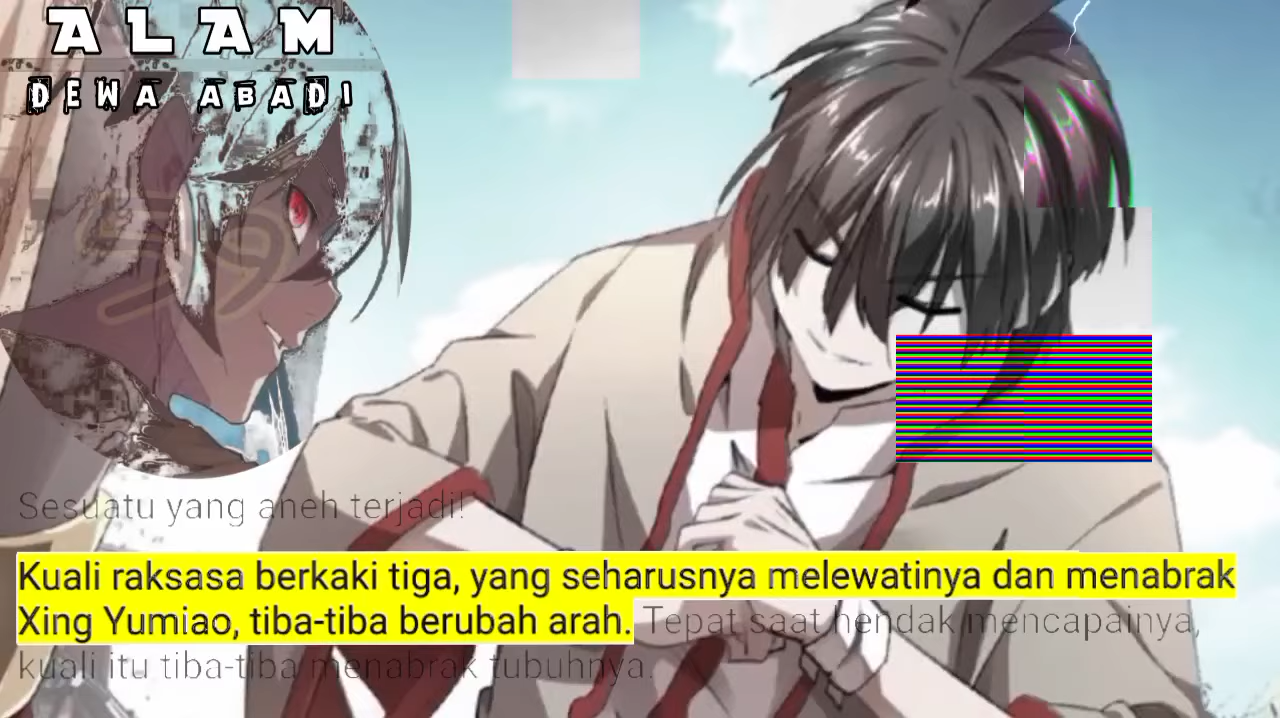 ALAM
DEWA ABADI
Sesuatu yang aneh terjadi!
Kuali raksasa berkaki tiga, yang seharusnya melewatinya dan menabrak
Xing Yumiao, tiba-tiba berubah arah. Tepat saat hendak mencapainya,
kuali itu tiba-tiba menabrak tubuhnya.